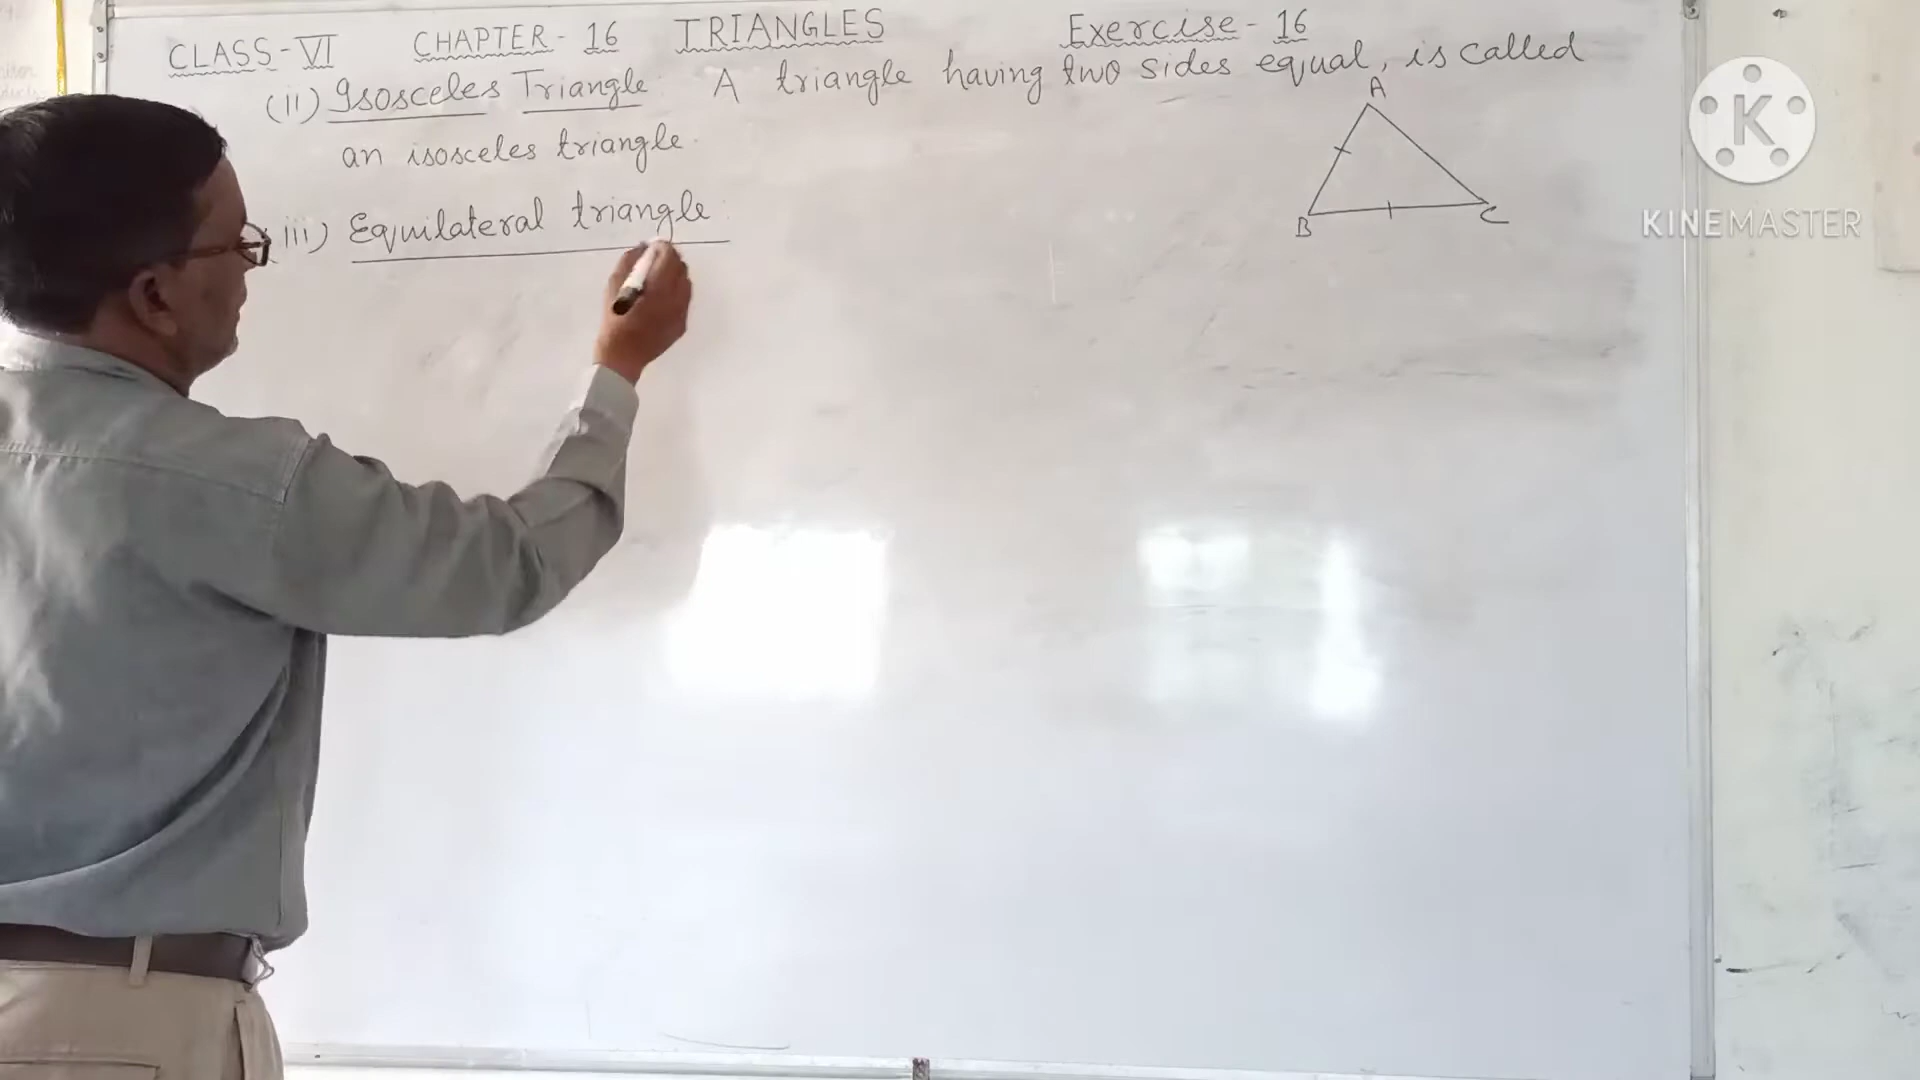 CLASS-VI CHAPTER-16 TRIANGLES Exercise-16
(ii) Isosceles Triangle: A triangle having two sides equal, is called
an isosceles triangle.
iii) Equilateral triangle:
A
B
C
K
KINEMASTER